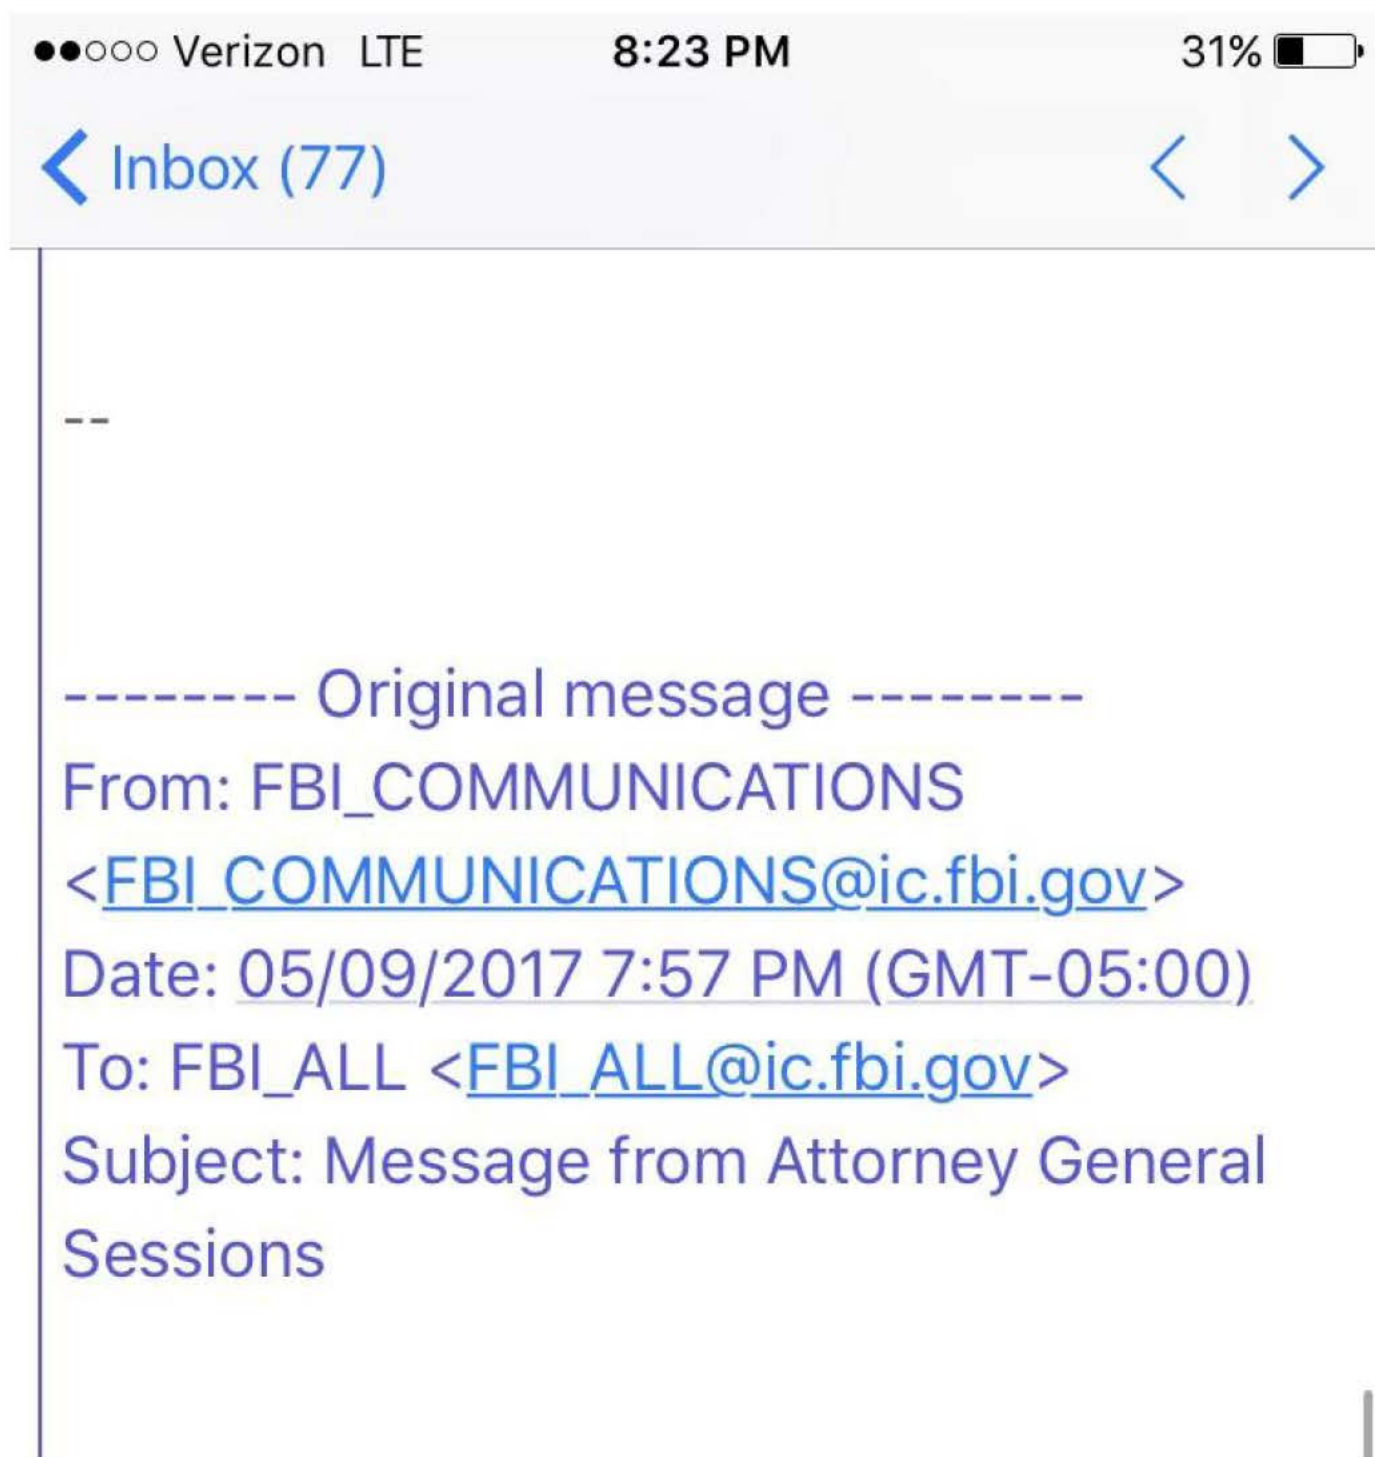 Verizon LTE 8:23 PM 31%
Inbox (77)
--
-------- Original message --------
From: FBI_COMMUNICATIONS
<FBI_COMMUNICATIONS@ic.fbi.gov>
Date: 05/09/2017 7:57 PM (GMT-05:00)
To: FBI_ALL <FBI_ALL@ic.fbi.gov>
Subject: Message from Attorney General
Sessions